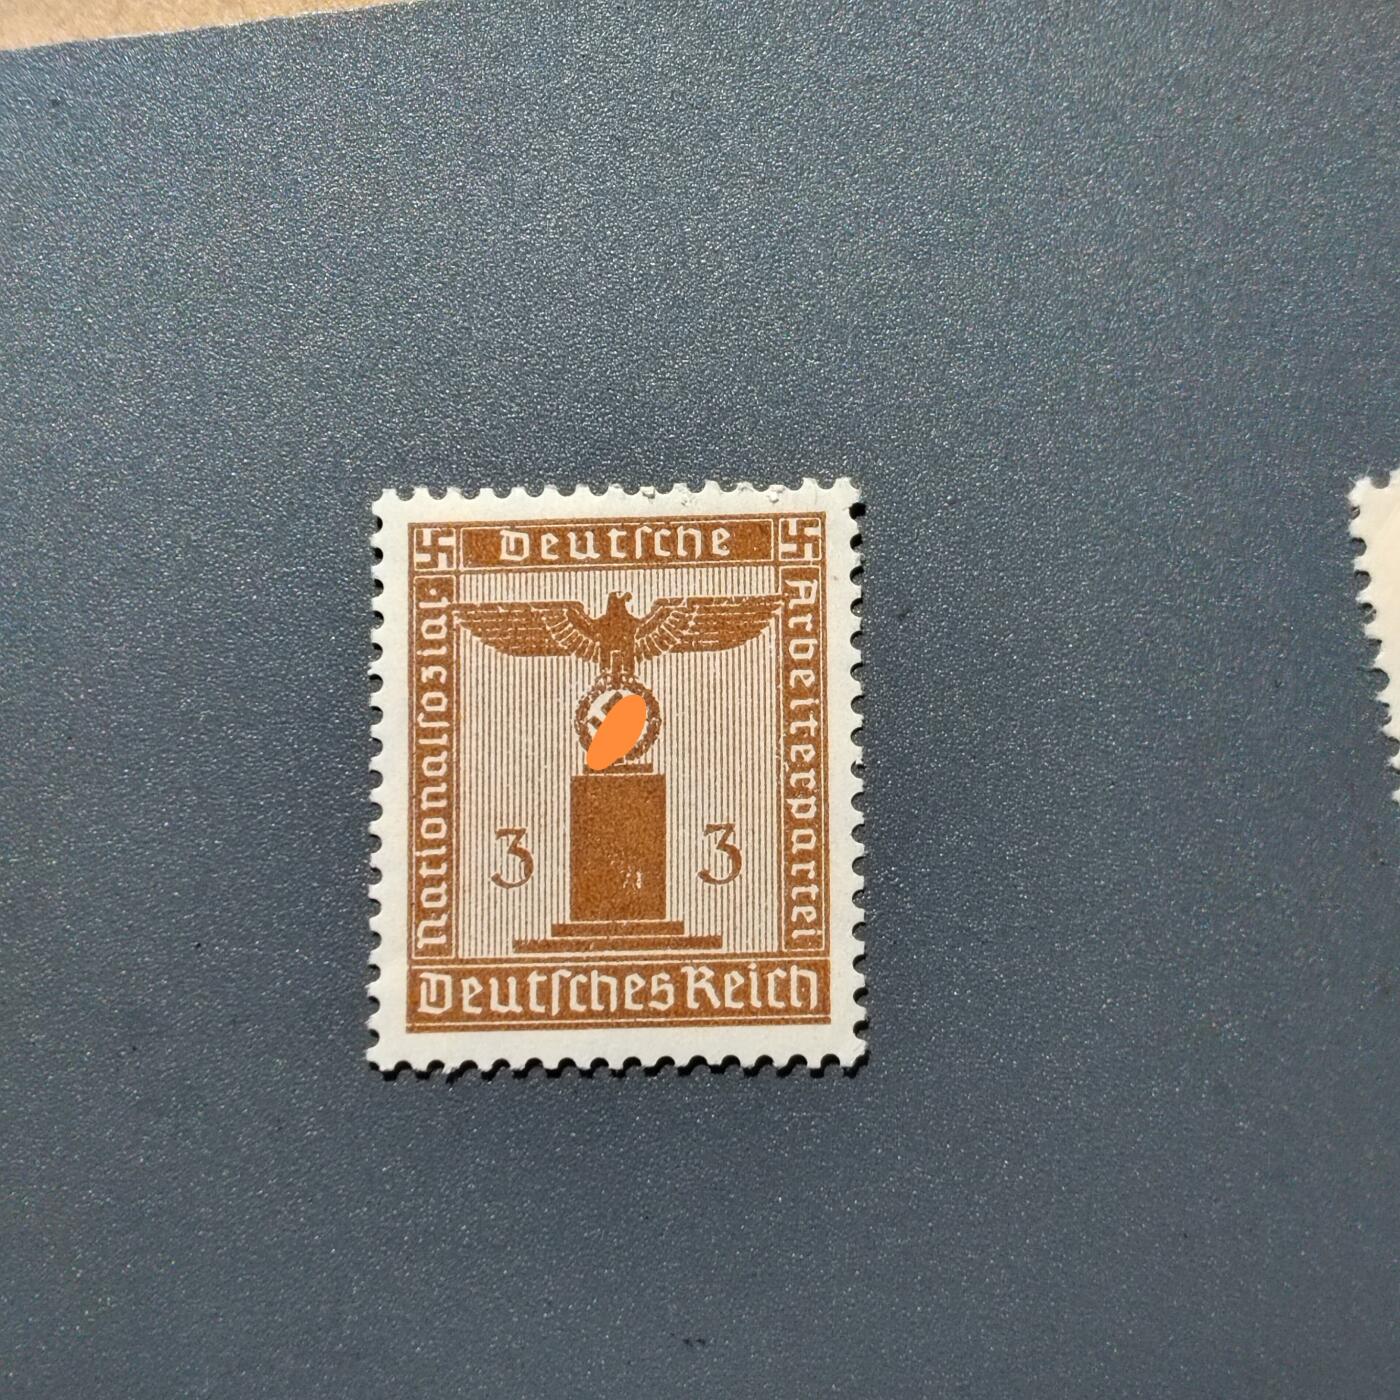 Deutsche
Nationalsozial.
Arbeiterpartei
3 3
Deutsches Reich